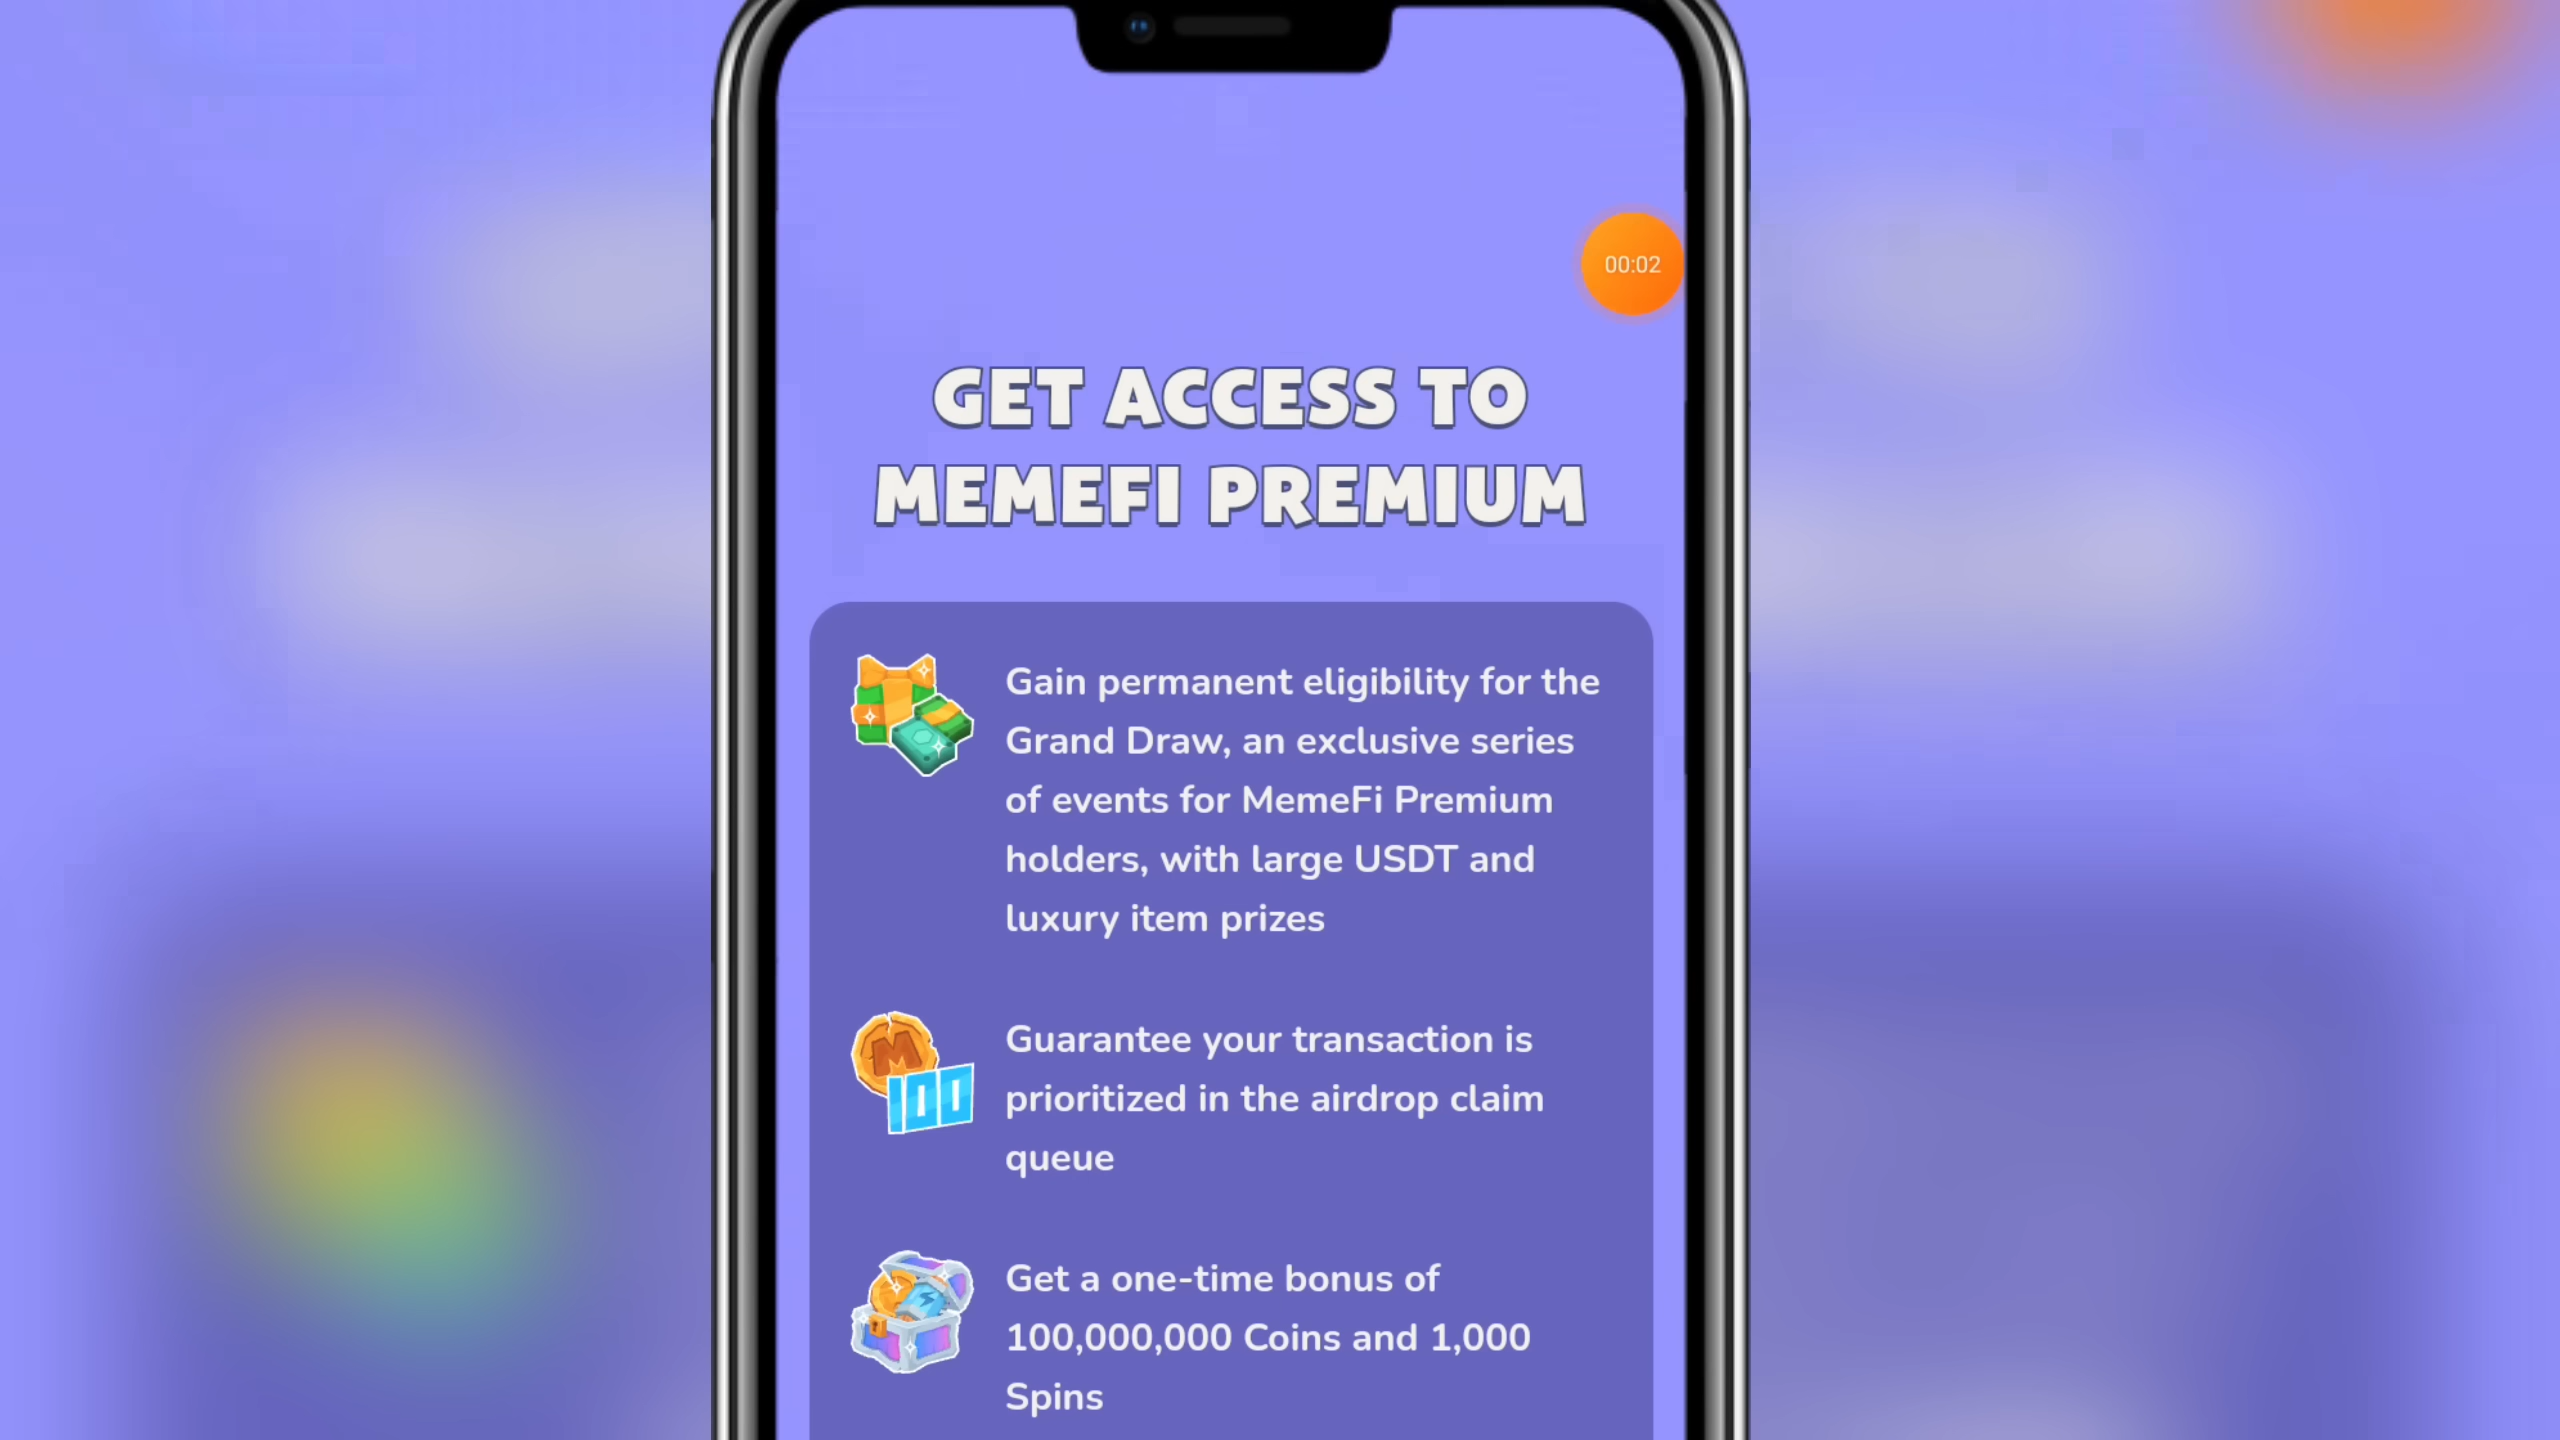 00:02
GET ACCESS TO
MEMEFI PREMIUM
Gain permanent eligibility for the
Grand Draw, an exclusive series
of events for MemeFi Premium
holders, with large USDT and
luxury item prizes
M
100
Guarantee your transaction is
prioritized in the airdrop claim
queue
Get a one-time bonus of
100,000,000 Coins and 1,000
Spins